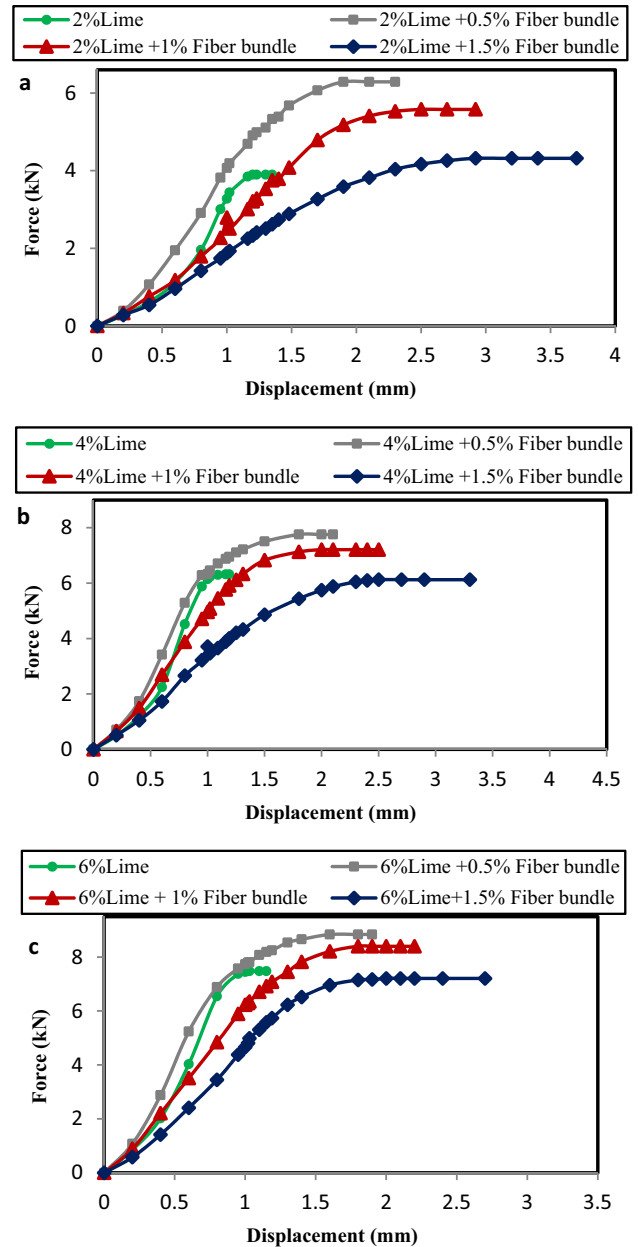 2%Lime 2%Lime +0.5% Fiber bundle
2%Lime +1% Fiber bundle 2%Lime +1.5% Fiber bundle
a
6
4
2
0
Force (kN)
0 0.5 1 1.5 2 2.5 3 3.5 4
Displacement (mm)
4%Lime 4%Lime +0.5% Fiber bundle
4%Lime +1% Fiber bundle 4%Lime +1.5% Fiber bundle
b
8
6
4
2
0
Force (kN)
0 0.5 1 1.5 2 2.5 3 3.5 4 4.5
Displacement (mm)
6%Lime 6%Lime +0.5% Fiber bundle
6%Lime + 1% Fiber bundle 6%Lime+1.5% Fiber bundle
c
8
6
4
2
0
Force (kN)
0 0.5 1 1.5 2 2.5 3 3.5
Displacement (mm)